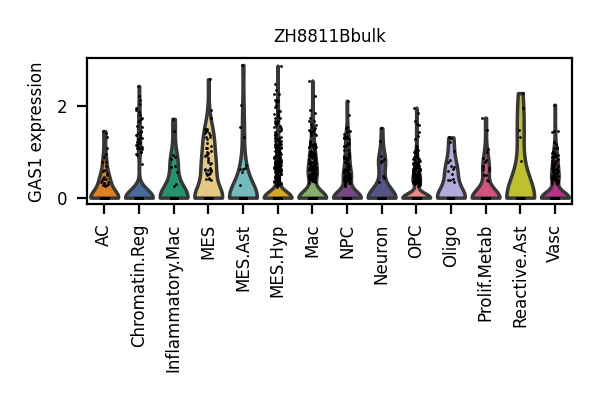 ZH8811Bbulk
GAS1 expression
2
0
AC
Chromatin.Reg
Inflammatory.Mac
MES
MES.Ast
MES.Hyp
Mac
NPC
Neuron
OPC
Oligo
Prolif.Metab
Reactive.Ast
Vasc